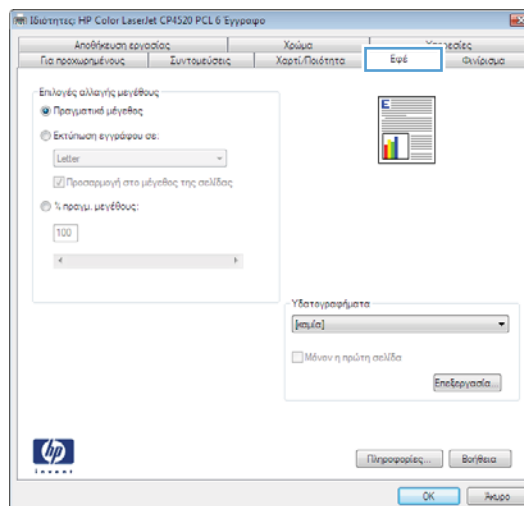 Ιδιότητες: HP Color LaserJet CP4520 PCL 6 Έγγραφο
Αποθήκευση εργασίας Χρώμα Υπηρεσίες
Για προχωρημένους Συντομεύσεις Χαρτί/Ποιότητα Εφέ Φινίρισμα
Επιλογές αλλαγής μεγέθους
Πραγματικό μέγεθος
E
Εκτύπωση εγγράφου σε:
Letter
Προσαρμογή στο μέγεθος της σελίδας
% πραγμ. μεγέθους:
100
Υδατογραφήματα
[καμία]
Μόνον η πρώτη σελίδα
Επεξεργασία...
hp
invent
Πληροφορίες... Βοήθεια
OK Άκυρο